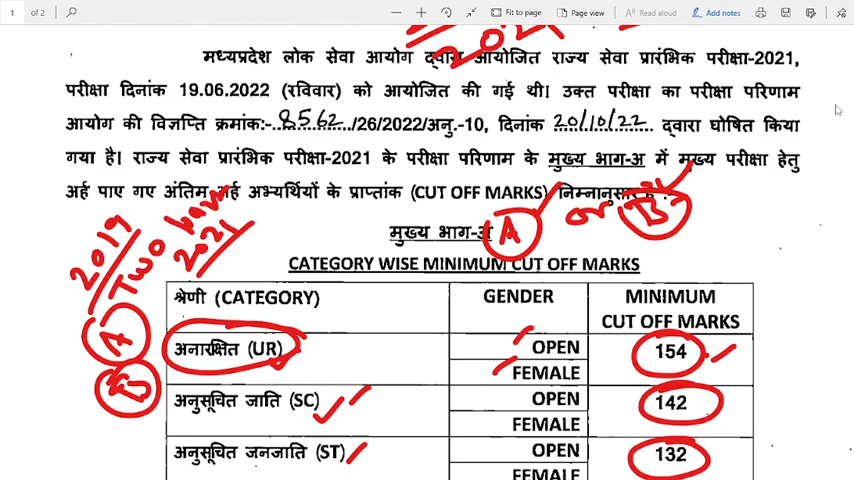 1 of 2 Fit to page Page view Read aloud Add notes
2021
मध्यप्रदेश लोक सेवा आयोग द्वारा आयोजित राज्य सेवा प्रारंभिक परीक्षा-2021,
परीक्षा दिनांक 19.06.2022 (रविवार) को आयोजित की गई थी। उक्त परीक्षा का परीक्षा परिणाम
आयोग की विज्ञप्ति क्रमांक:-..8562../26/2022/अनु.-10, दिनांक 20/10/22 द्वारा घोषित किया
गया है। राज्य सेवा प्रारंभिक परीक्षा-2021 के परीक्षा परिणाम के मुख्य भाग-अ में मुख्य परीक्षा हेतु
अर्ह पाए गए अंतिम अर्ह अभ्यर्थियों के प्राप्तांक (CUT OFF MARKS) निम्नानुसार है :
A or B
मुख्य भाग-अ
2019 Two
2021
CATEGORY WISE MINIMUM CUT OFF MARKS
श्रेणी (CATEGORY) GENDER MINIMUM
CUT OFF MARKS
A
अनारक्षित (UR) OPEN 154
FEMALE
B
अनुसूचित जाति (SC) OPEN 142
FEMALE
अनुसूचित जनजाति (ST) OPEN 132
FEMALE